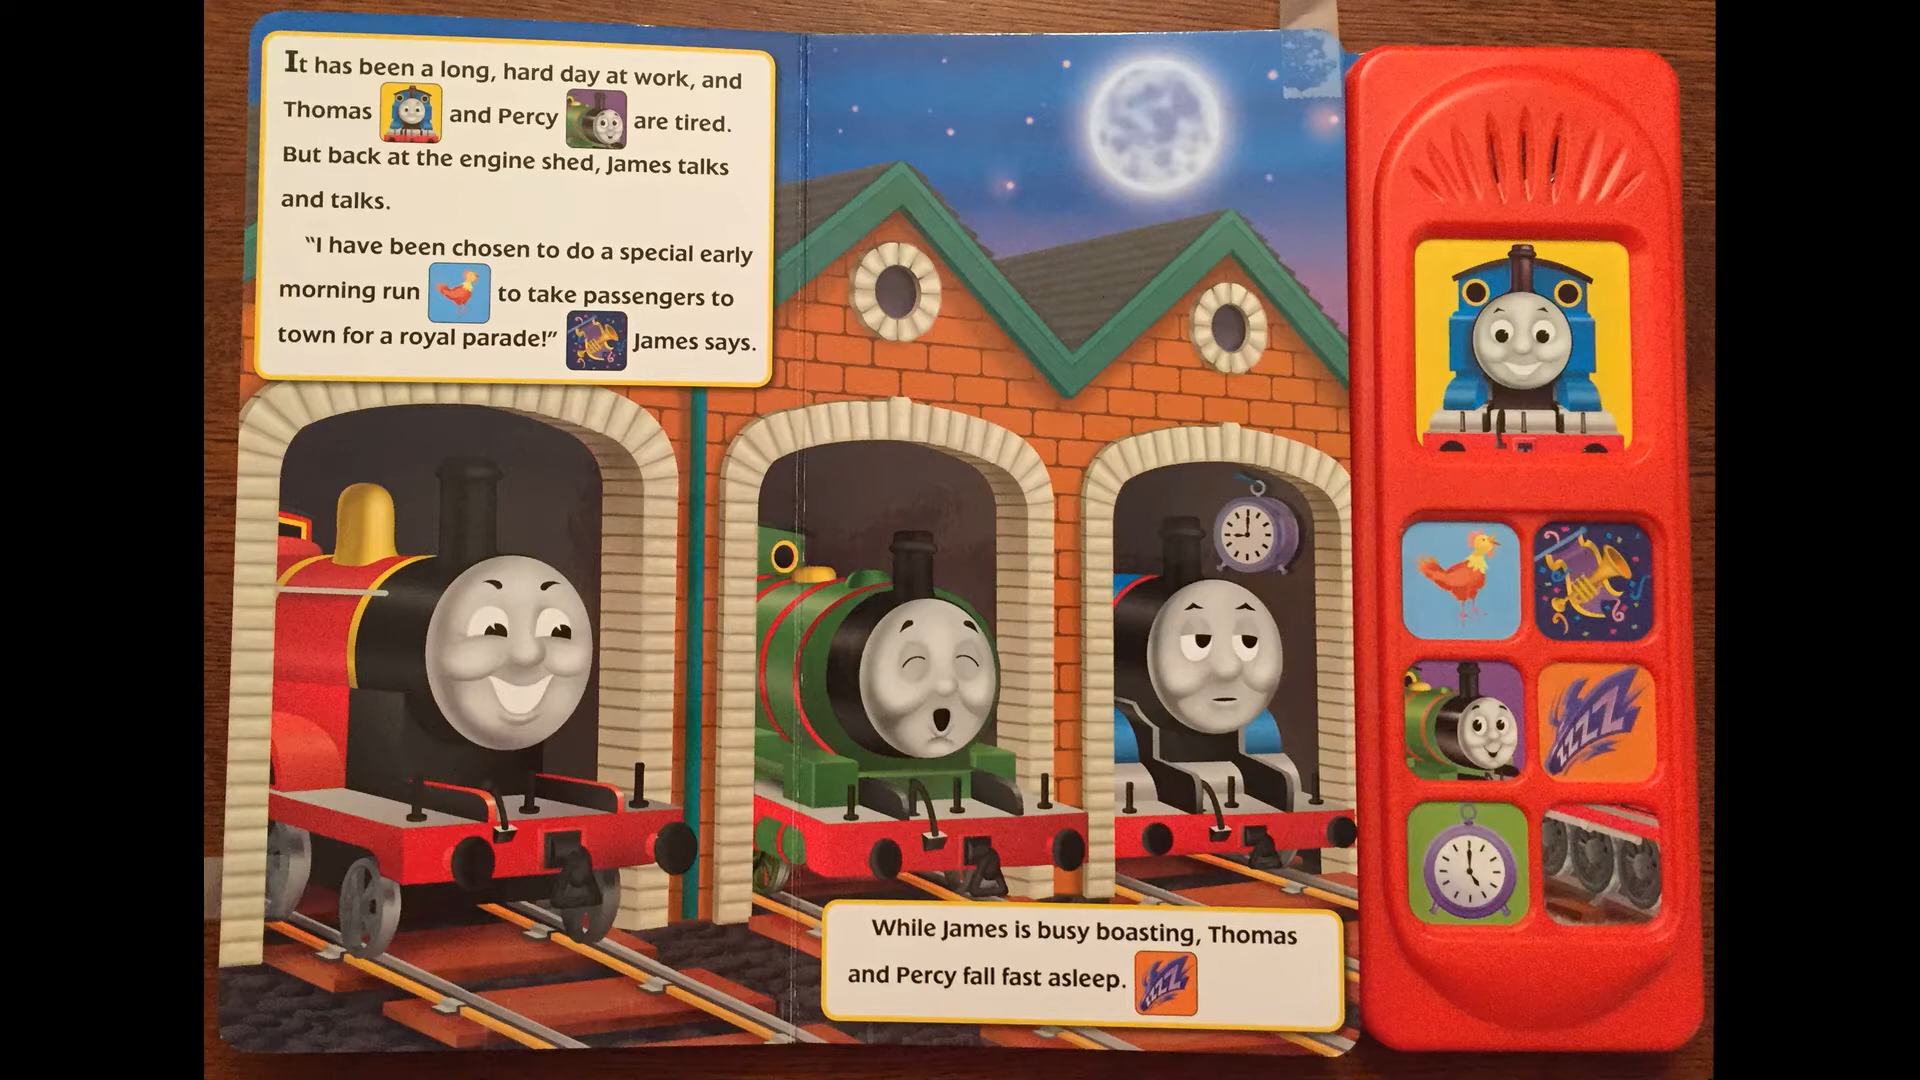 It has been a long, hard day at work, and
Thomas and Percy are tired.
But back at the engine shed, James talks
and talks.
“I have been chosen to do a special early
morning run to take passengers to
town for a royal parade!” James says.
While James is busy boasting, Thomas
and Percy fall fast asleep. ZZZZ
ZZZZ